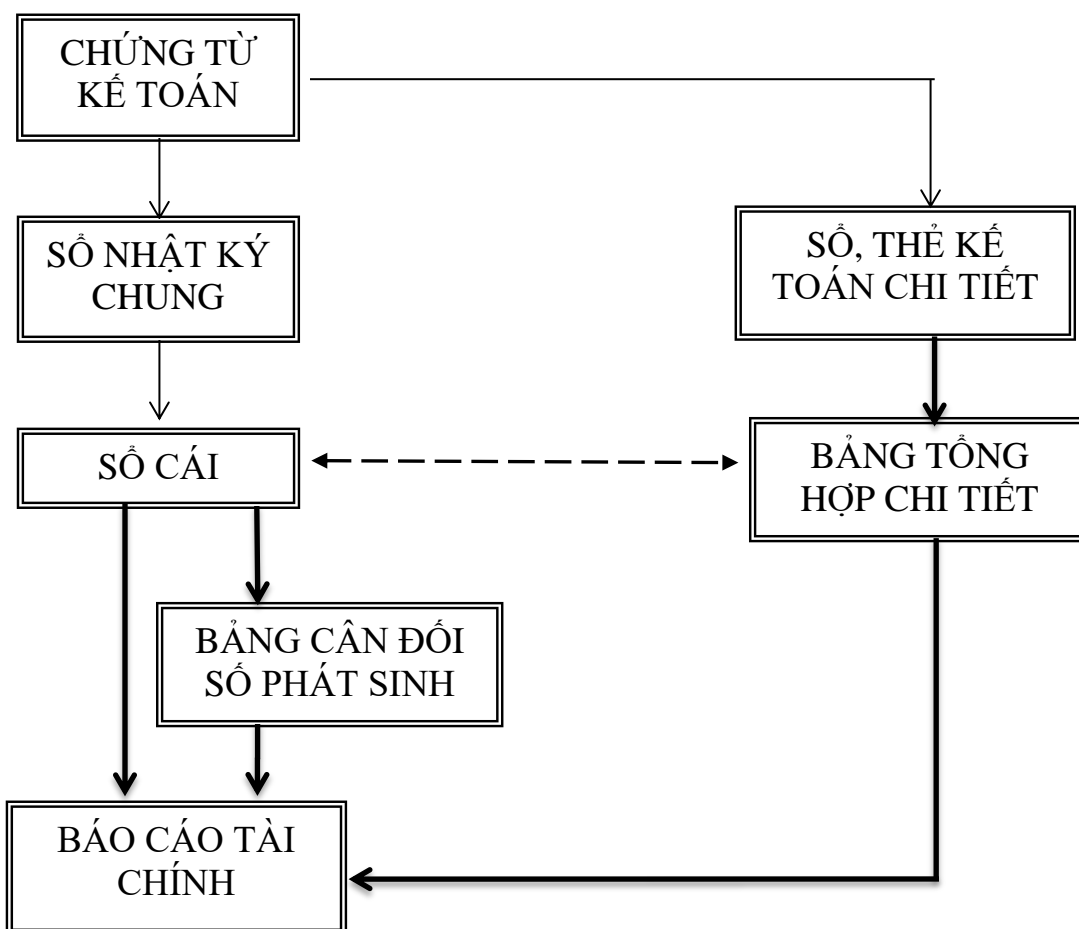 CHỨNG TỪ
KẾ TOÁN
SỔ NHẬT KÝ
CHUNG
SỔ, THẺ KẾ
TOÁN CHI TIẾT
SỔ CÁI
BẢNG TỔNG
HỢP CHI TIẾT
BẢNG CÂN ĐỐI
SỐ PHÁT SINH
BÁO CÁO TÀI
CHÍNH